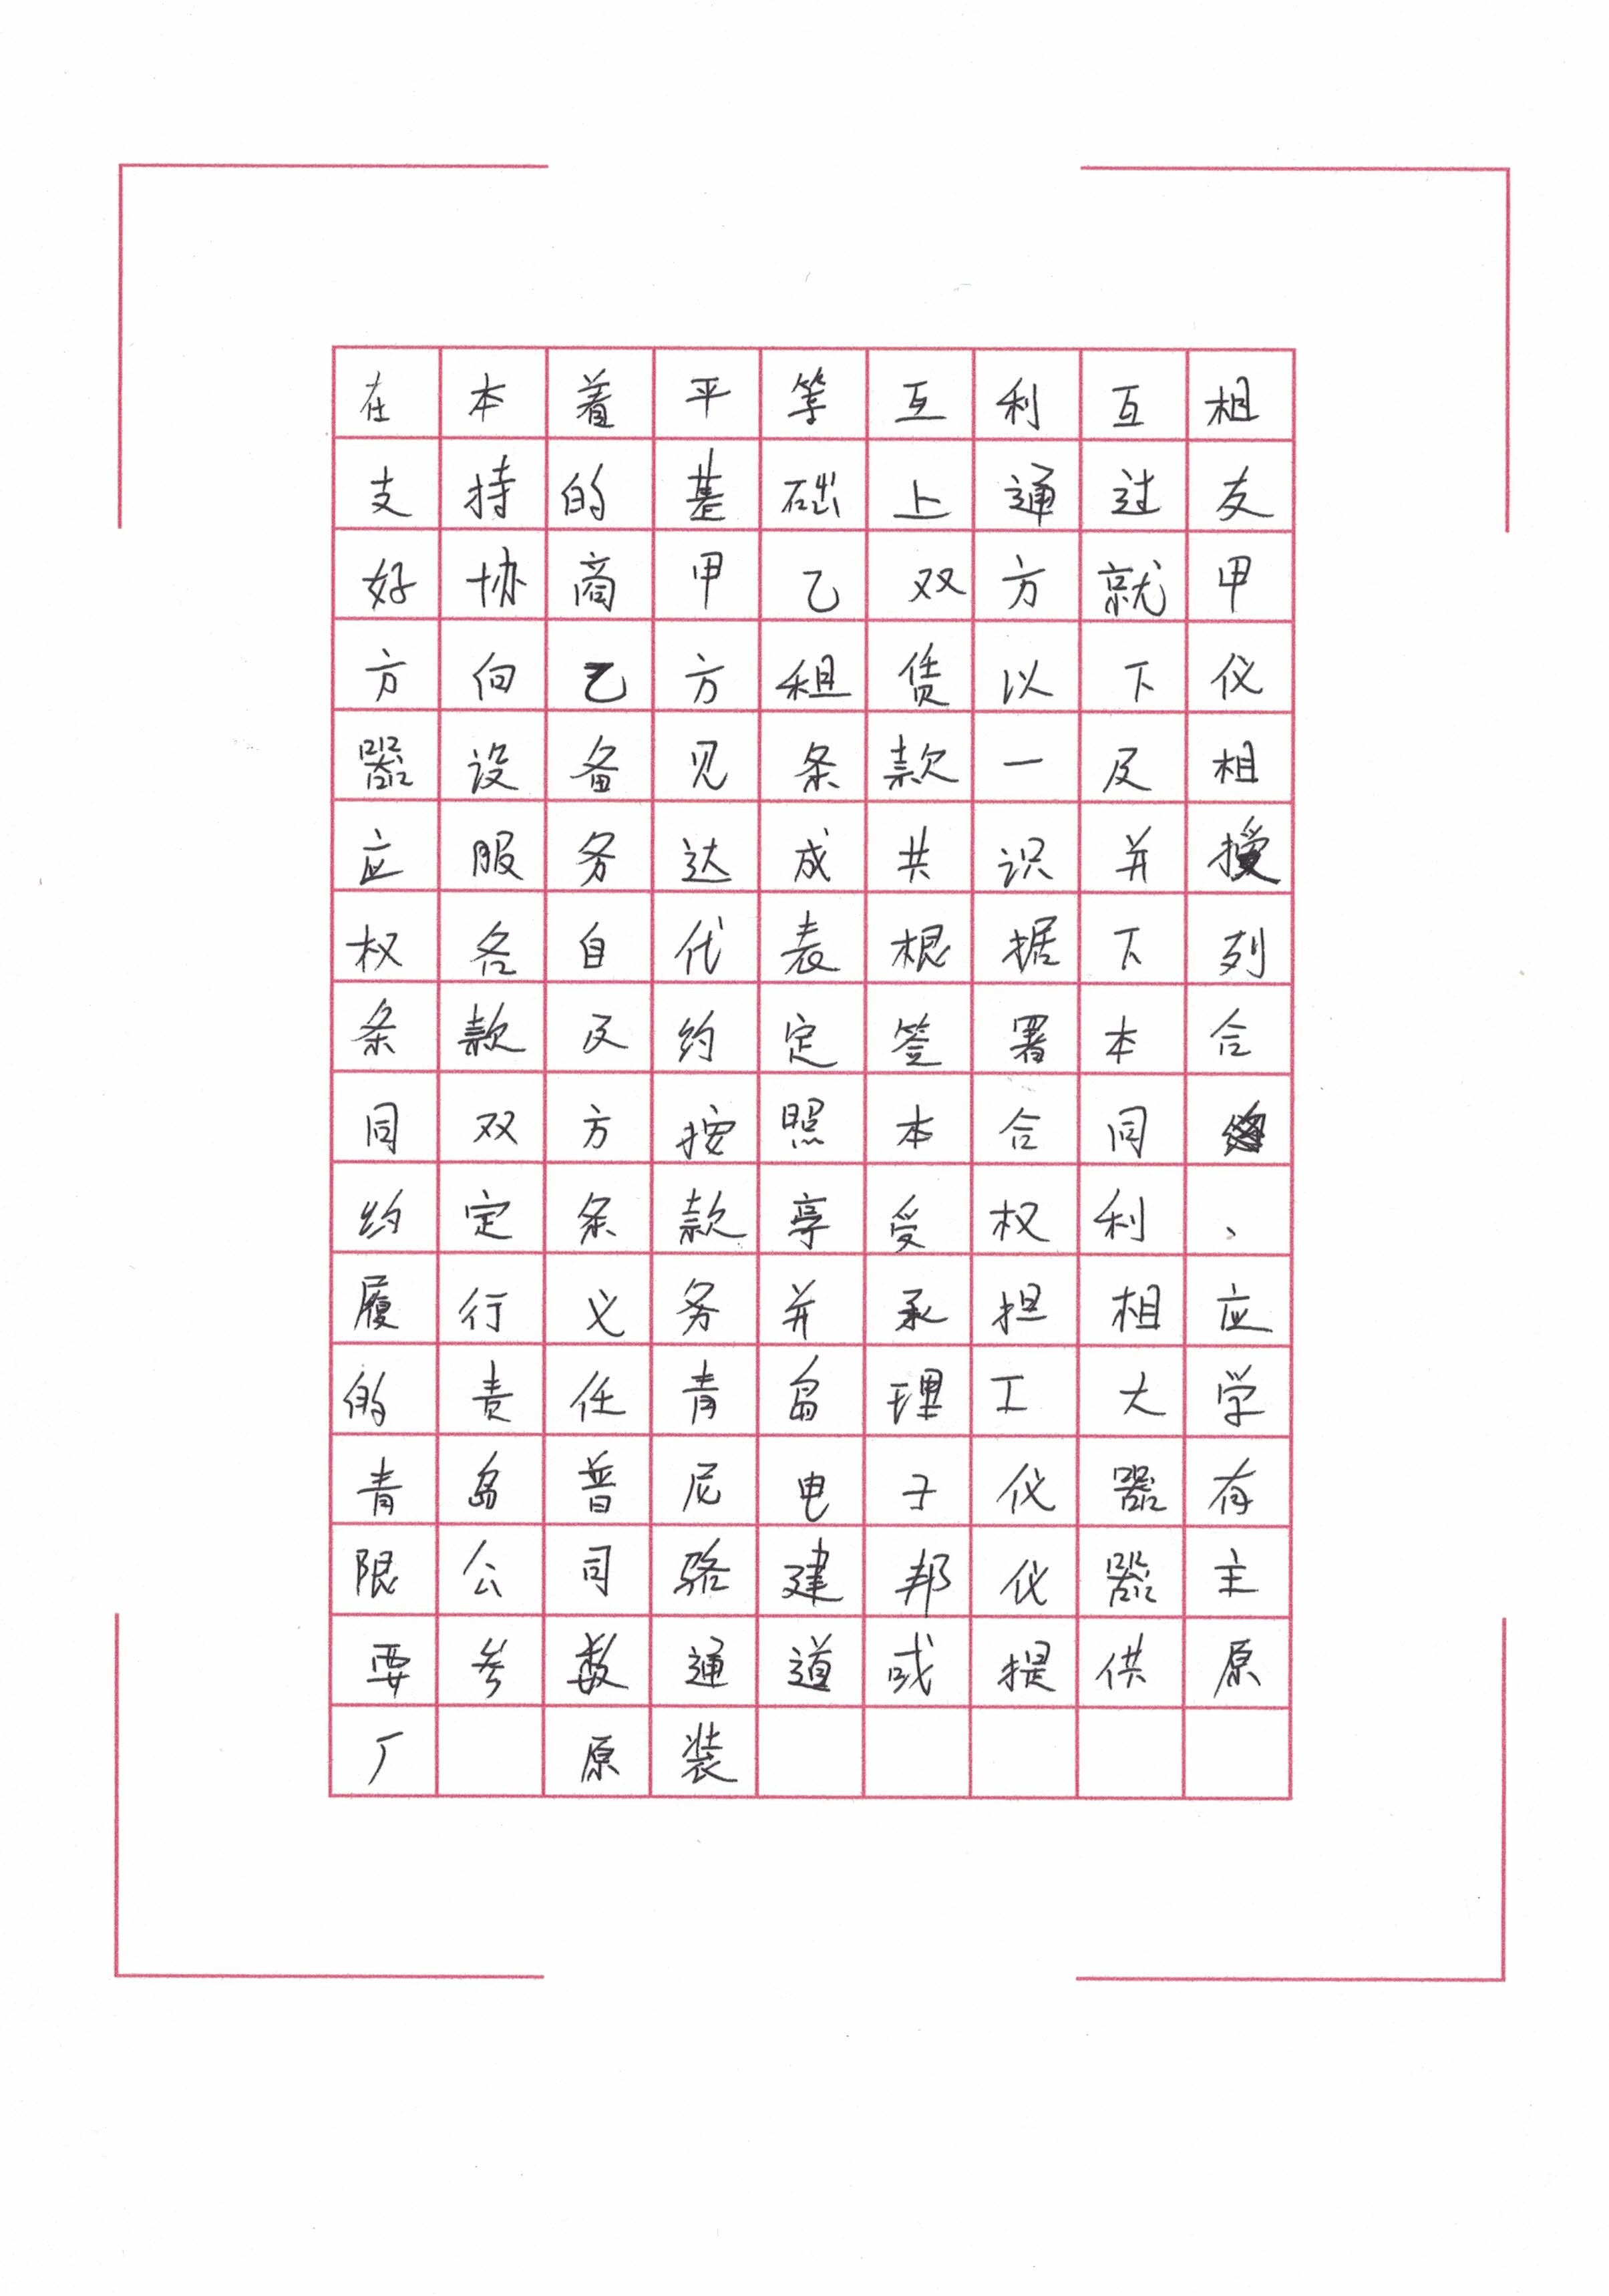 在本着平等互利互相
支持的基础上通过友
好协商甲乙双方就甲
方向乙方租赁以下仪
器设备见条款一及相
应服务达成共识并授
权各自代表根据下列
条款及约定签署本合
同双方按照本合同
约定条款享受权利、
履行义务并承担相应
的责任青岛理工大学
青岛普尼电子仪器有
限公司骆建邦仪器主
要参数通道或提供原
厂 原装